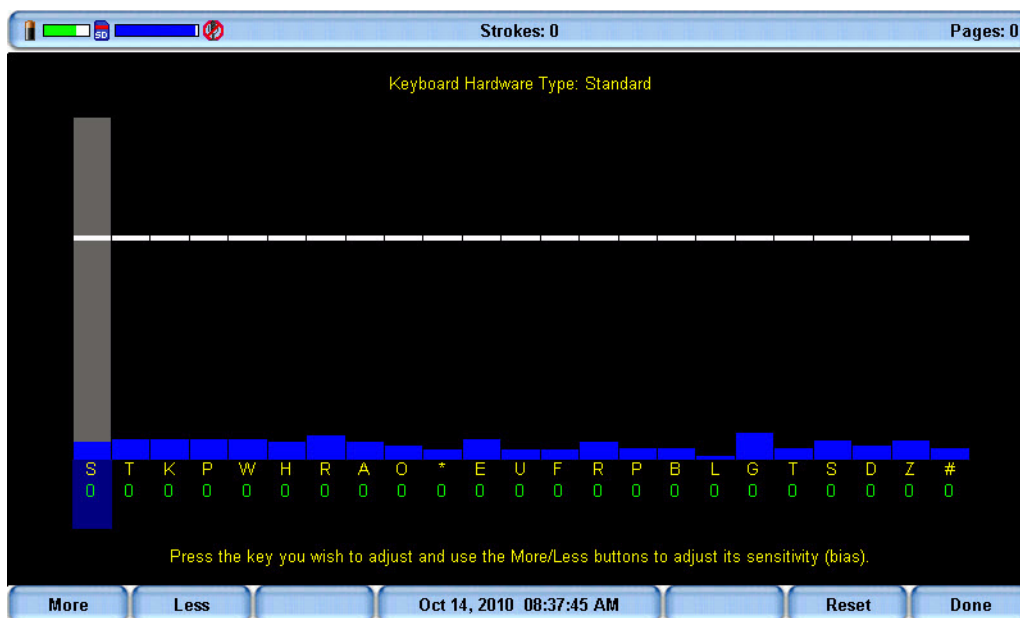 SD Strokes: 0 Pages: 0
Keyboard Hardware Type: Standard
S T K P W H R A O * E U F R P B L G T S D Z #
0 0 0 0 0 0 0 0 0 0 0 0 0 0 0 0 0 0 0 0 0 0 0
Press the key you wish to adjust and use the More/Less buttons to adjust its sensitivity (bias).
More Less Oct 14, 2010 08:37:45 AM Reset Done